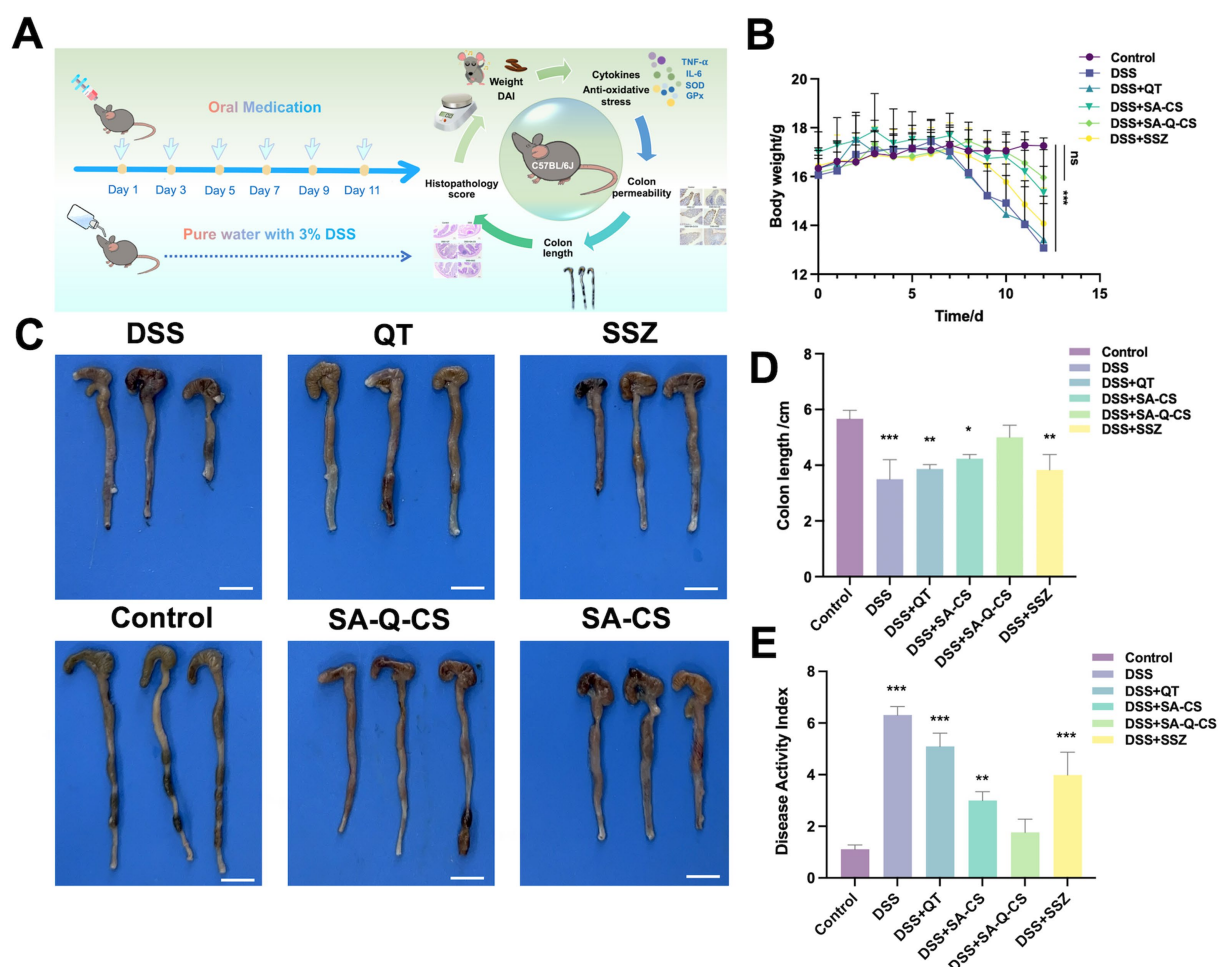 A
Oral Medication
Day 1
Day 3
Day 5
Day 7
Day 9
Day 11
Pure water with 3% DSS
Weight
DAI
Cytokines
Anti-oxidative
stress
TNF-α
IL-6
SOD
GPx
C57BL/6J
Histopathology
score
Colon
permeability
Colon
length
B
Body weight/g
20
18
16
14
12
0
5
10
15
Time/d
Control
DSS
DSS+QT
DSS+SA-CS
DSS+SA-Q-CS
DSS+SSZ
ns
***
C
DSS
QT
SSZ
Control
SA-Q-CS
SA-CS
D
Colon length /cm
8
6
4
2
0
***
**
*
**
Control
DSS
DSS+QT
DSS+SA-CS
DSS+SA-Q-CS
DSS+SSZ
Control
DSS
DSS+QT
DSS+SA-CS
DSS+SA-Q-CS
DSS+SSZ
E
Disease Activity Index
8
6
4
2
0
***
***
**
***
Control
DSS
DSS+QT
DSS+SA-CS
DSS+SA-Q-CS
DSS+SSZ
Control
DSS
DSS+QT
DSS+SA-CS
DSS+SA-Q-CS
DSS+SSZ